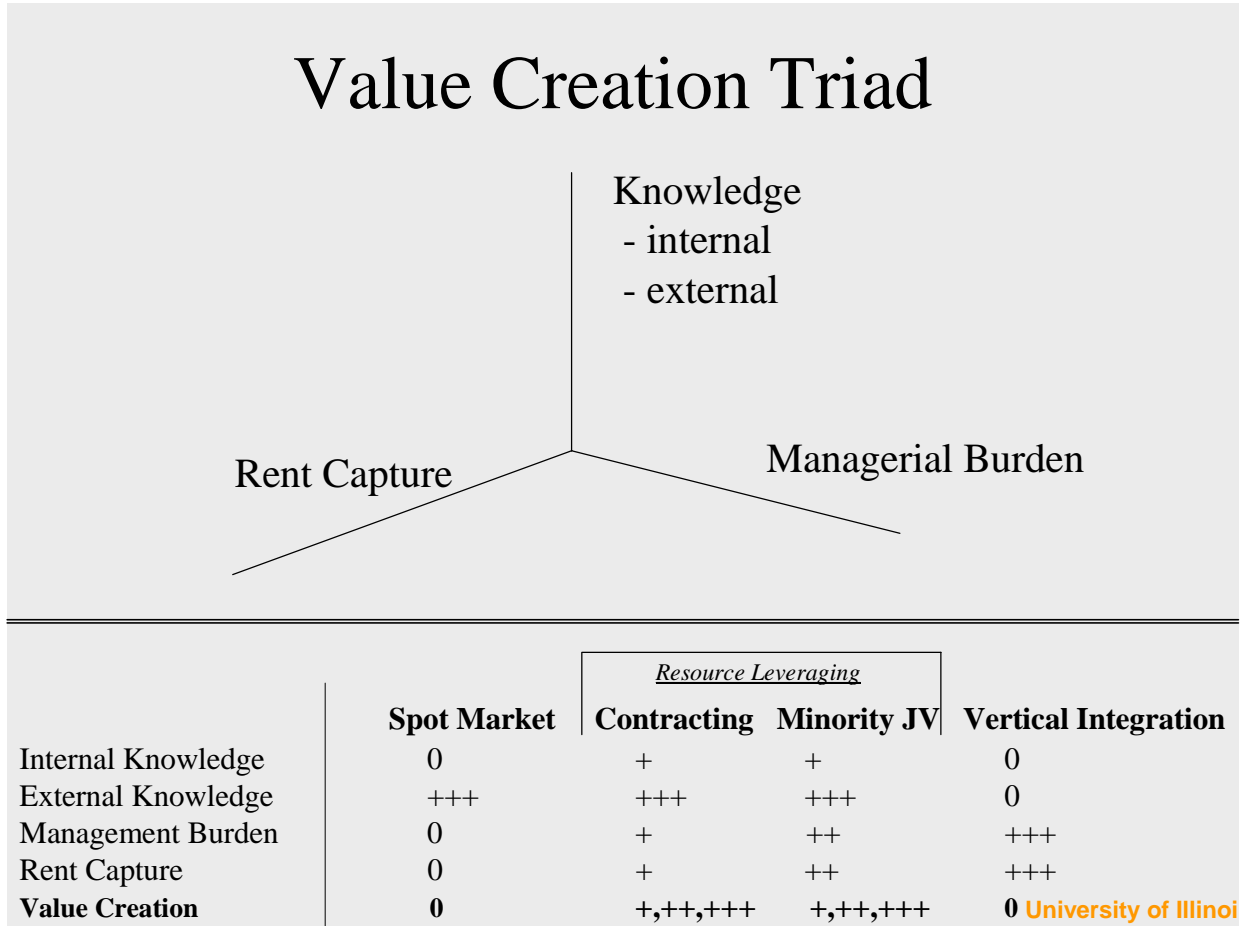 Value Creation Triad
Knowledge
- internal
- external
Rent Capture
Managerial Burden
Resource Leveraging
Spot Market Contracting Minority JV Vertical Integration
Internal Knowledge 0 + + 0
External Knowledge +++ +++ +++ 0
Management Burden 0 + ++ +++
Rent Capture 0 + ++ +++
Value Creation 0 +,++,+++ +,++,+++ 0 University of Illinoi